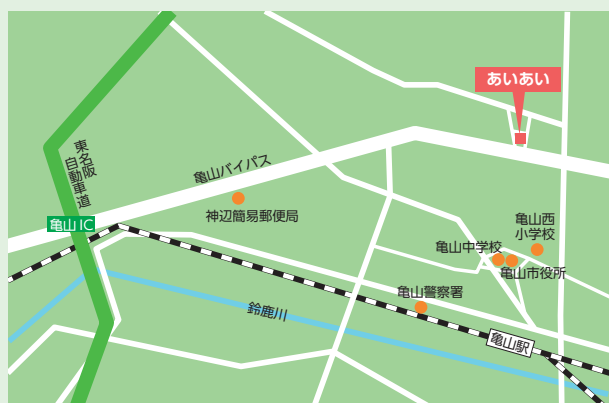 あいあい
東名阪
自動車道
亀山バイパス
神辺簡易郵便局
亀山IC
亀山西
小学校
亀山中学校
亀山市役所
亀山警察署
鈴鹿川
亀山駅